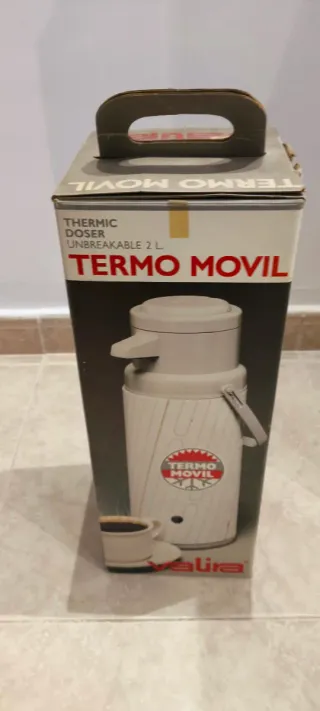 TERMO MOVIL
THERMIC
DOSER
UNBREAKABLE 2 L.
TERMO MOVIL
TERMO
MOVIL
valira